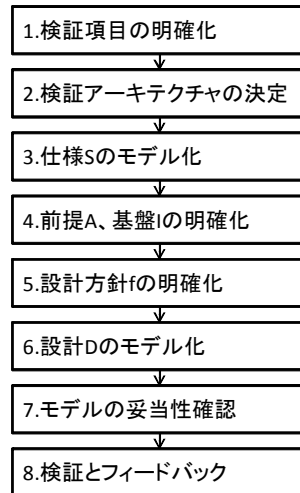 1.検証項目の明確化
2.検証アーキテクチャの決定
3.仕様Sのモデル化
4.前提A、基盤Iの明確化
5.設計方針fの明確化
6.設計Dのモデル化
7.モデルの妥当性確認
8.検証とフィードバック